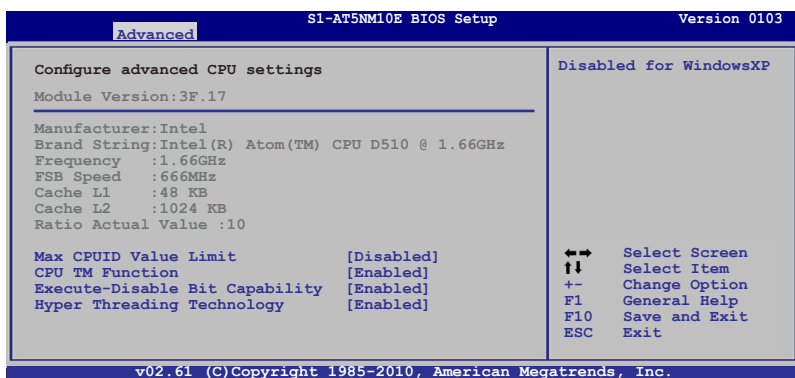 S1-AT5NM10E BIOS Setup Version 0103
Advanced
Configure advanced CPU settings
Module Version:3F.17
Manufacturer:Intel
Brand String:Intel(R) Atom(TM) CPU D510 @ 1.66GHz
Frequency :1.66GHz
FSB Speed :666MHz
Cache L1 :48 KB
Cache L2 :1024 KB
Ratio Actual Value :10
Max CPUID Value Limit [Disabled]
CPU TM Function [Enabled]
Execute-Disable Bit Capability [Enabled]
Hyper Threading Technology [Enabled]
Disabled for WindowsXP
←→ Select Screen
↑↓ Select Item
+- Change Option
F1 General Help
F10 Save and Exit
ESC Exit
v02.61 (C)Copyright 1985-2010, American Megatrends, Inc.